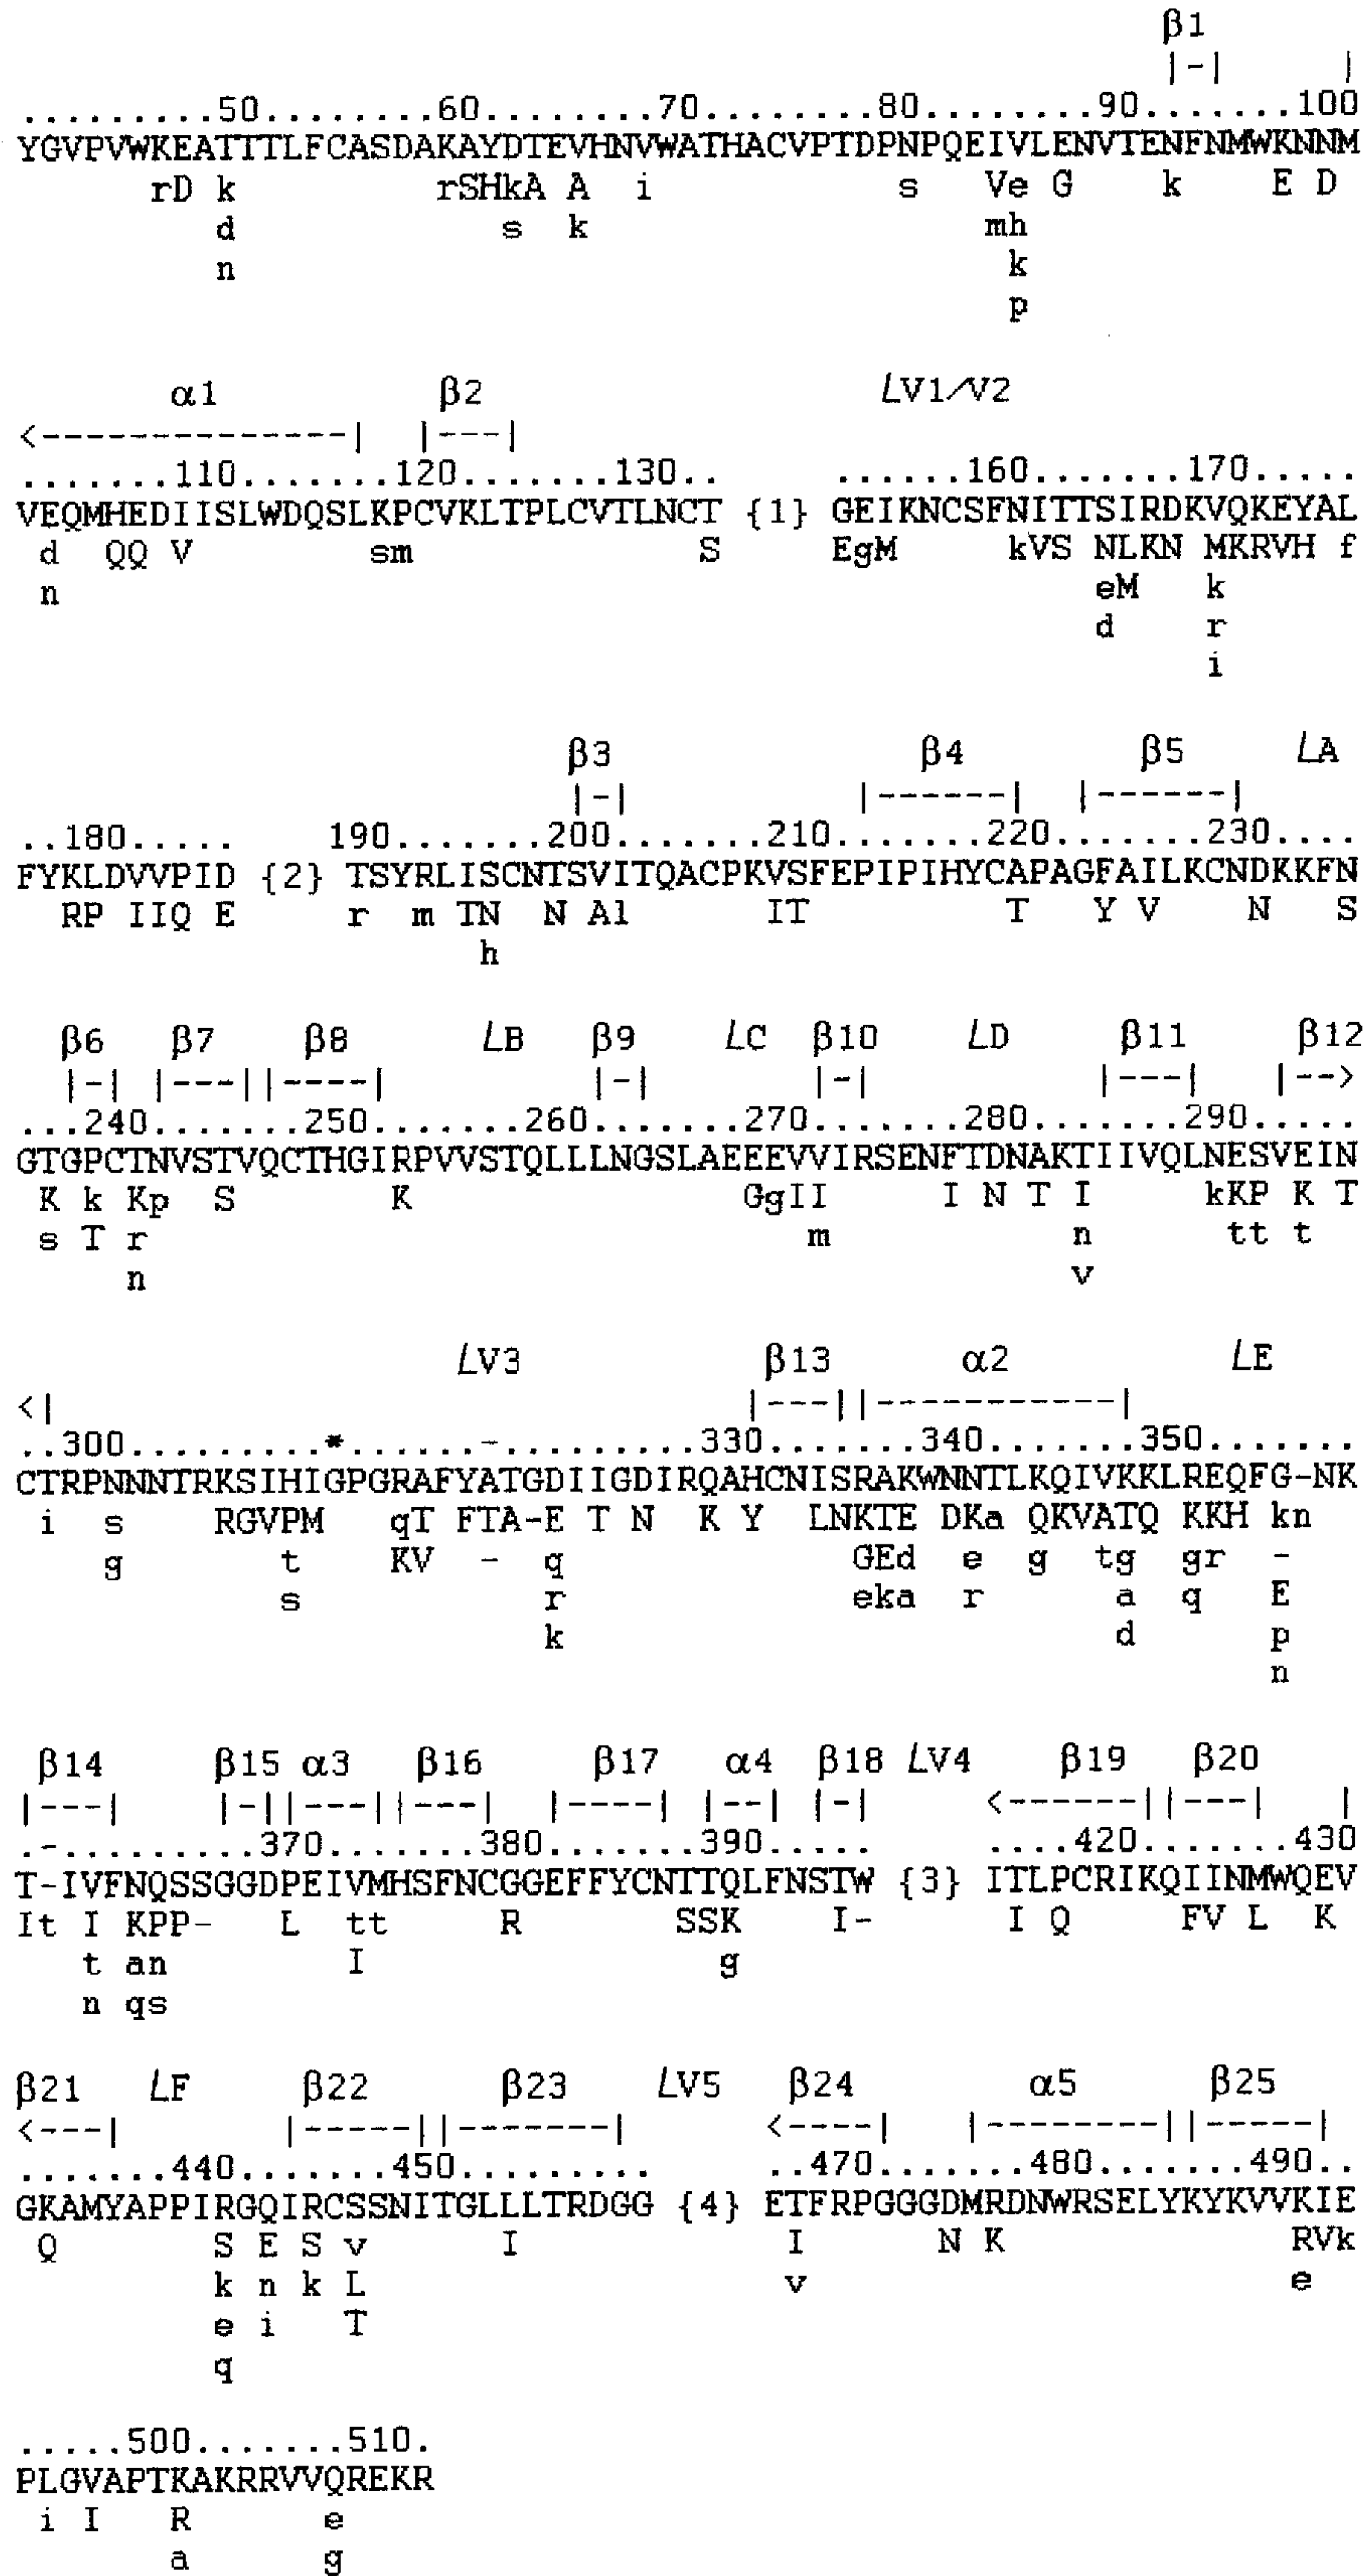 β1
|-| |
.........50........60........70........80........90.......100
YGVPVWKEATTTLFCASDAKAYDTEVHNVWATHACVPTDPNPQEIVLENVTENFNMWKNNM
rD k rSHkA A i s Ve G k E D
d s k mh
n k
p
α1 β2 LV1/V2
<--------------| |---|
.......110........120.......130.. ......160.......170.....
VEQMHEDIISLWDQSLKPCVKLTPLCVTLNCT {1} GEIKNCSFNITTSIRDKVQKEYAL
d QQ V sm S EgM kVS NLKN MKRVH f
n eM k
d r
i
β3 β4 β5 LA
|-| |------| |------|
..180..... 190.......200.......210........220.......230....
FYKLDVVPID {2} TSYRLISCNTSVITQACPKVSFEPIPIHYCAPAGFAILKCNDKKFN
RP IIQ E r m TN N Al IT T Y V N S
h
β6 β7 β8 LB β9 LC β10 LD β11 β12
|-| |---||----| |-| |-| |---| |-->
...240.......250.......260........270.......280........290.....
GTGPCTNVSTVQCTHGIRPVVSTQLLLNGSLAEEEVVIRSENFTDNAKTIIVQLNESVEIN
K k Kp S K GgII I N T I kKP K T
s T r m n tt t
n v
LV3 β13 α2 LE
<| |---||-----------|
..300.........*......-.........330.......340.......350.......
CTRPNNNTRKSIHIGPGRAFYATGDIIGDIRQAHCNISRAKWNNTLKQIVKKLREQFG-NK
i s RGVPM qT FTA-E T N K Y LNKTE DKa QKVATQ KKH kn
g t KV - q GEd e g tg gr -
s r eka r a q E
k d p
n
β14 β15 α3 β16 β17 α4 β18 LV4 β19 β20
|---| |-||---||---| |----| |--| |-| <------||---| |
.-.........370........380.......390..... ....420........430
T-IVFNQSSGGDPEIVMHSFNCGGEFFYCNTTQLFNSTW {3} ITLPCRIKQIINMWQEV
It I KPP- L tt R SSK I- I Q FV L K
t an I g
n qs
β21 LF β22 β23 LV5 β24 α5 β25
<---| |-----||-------| <----| |--------||-----|
.......440.......450......... ..470........480........490..
GKAMYAPPIRGQIRCSSNITGLLLTRDGG {4} ETFRPGGGDMRDNWRSELYKYKVVKIE
Q S E S v I I N K RVk
k n k L v e
e i T
q
.....500.......510.
PLGVAPTKAKRRVVQREKR
i I R e
a g